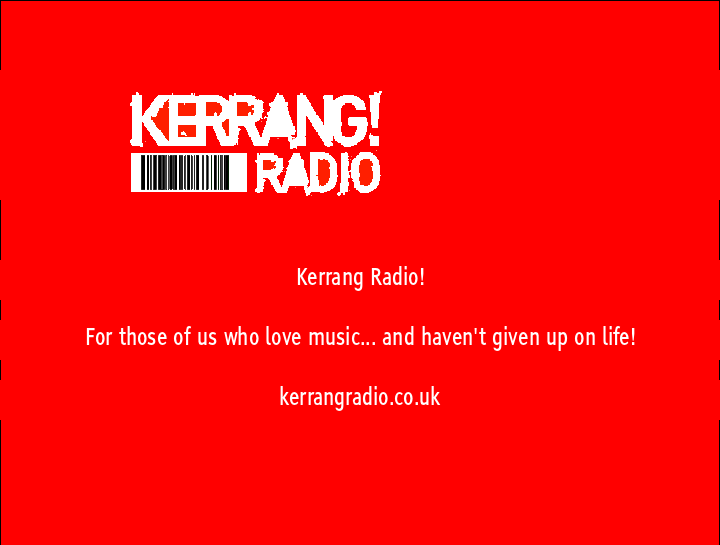 KERRANG!
RADIO
Kerrang Radio!
For those of us who love music... and haven't given up on life!
kerrangradio.co.uk